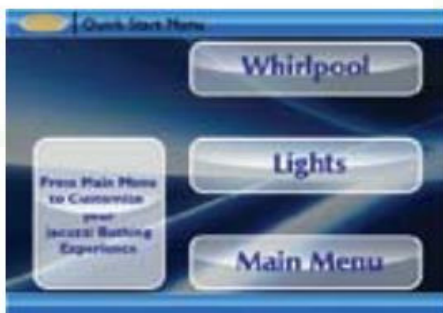 Quick Start Menu
Whirlpool
Lights
Press Main Menu
to Customize
your
Jacuzzi Bathing
Experience
Main Menu